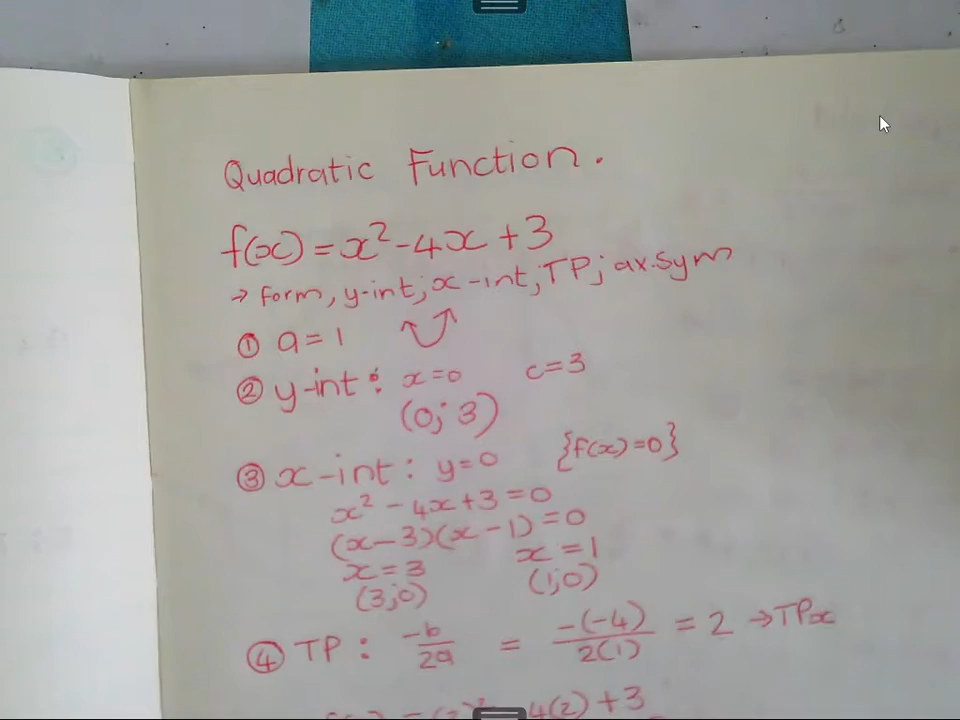 Quadratic Function.
f(x) = x² - 4x + 3
→ form, y-int; x-int; TP; ax.sym
① a = 1
② y-int: x = 0 c = 3
(0; 3)
③ x-int: y = 0 {f(x) = 0}
x² - 4x + 3 = 0
(x - 3)(x - 1) = 0
x = 3 x = 1
(3;0) (1;0)
④ TP: -b/2a = -(-4)/2(1) = 2 → TPx
4(2) + 3